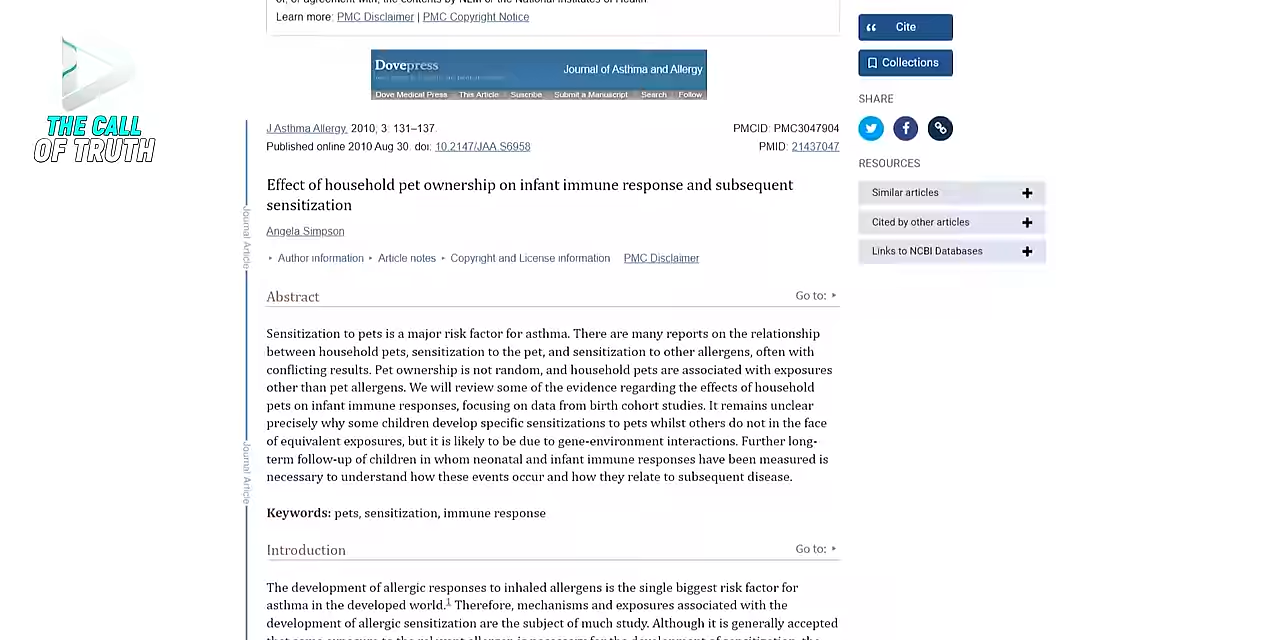 Learn more: PMC Disclaimer | PMC Copyright Notice
Cite
Collections
Dovepress
Journal of Asthma and Allergy
Dove Medical Press This Article Suscribe Submit a Manuscript Search Follow
SHARE
THE CALL
OF TRUTH
J Asthma Allergy. 2010; 3: 131–137.
PMCID: PMC3047904
Published online 2010 Aug 30. doi: 10.2147/JAA.S6958
PMID: 21437047
RESOURCES
Similar articles
Cited by other articles
Links to NCBI Databases
Effect of household pet ownership on infant immune response and subsequent
sensitization
Journal Article
Angela Simpson
Author information Article notes Copyright and License information PMC Disclaimer
Abstract
Go to:
Sensitization to pets is a major risk factor for asthma. There are many reports on the relationship
between household pets, sensitization to the pet, and sensitization to other allergens, often with
conflicting results. Pet ownership is not random, and household pets are associated with exposures
other than pet allergens. We will review some of the evidence regarding the effects of household
pets on infant immune responses, focusing on data from birth cohort studies. It remains unclear
precisely why some children develop specific sensitizations to pets whilst others do not in the face
of equivalent exposures, but it is likely to be due to gene-environment interactions. Further long-
term follow-up of children in whom neonatal and infant immune responses have been measured is
necessary to understand how these events occur and how they relate to subsequent disease.
Journal Article
Keywords: pets, sensitization, immune response
Introduction
Go to:
The development of allergic responses to inhaled allergens is the single biggest risk factor for
asthma in the developed world.1 Therefore, mechanisms and exposures associated with the
development of allergic sensitization are the subject of much study. Although it is generally accepted